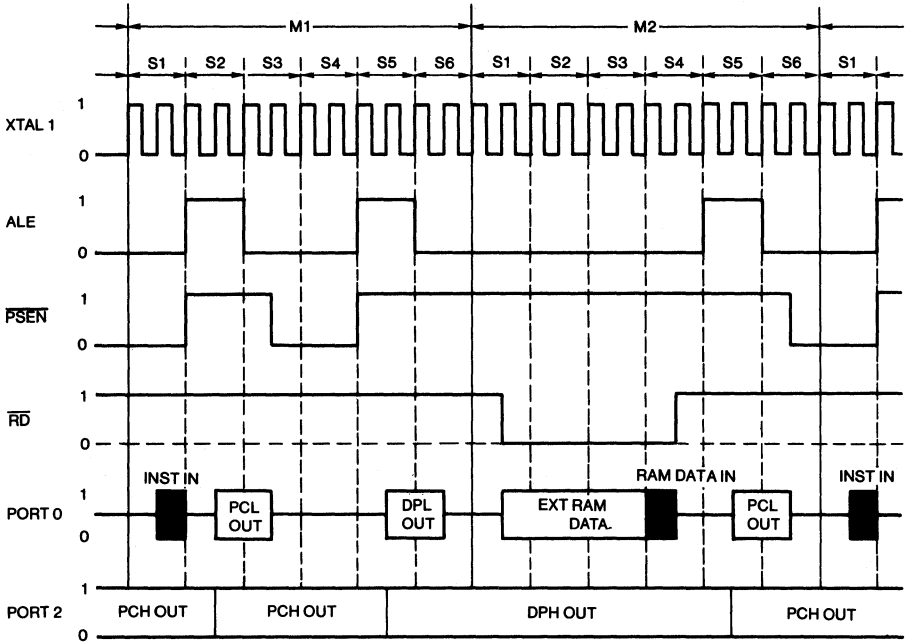 M1 M2
S1 S2 S3 S4 S5 S6 S1 S2 S3 S4 S5 S6 S1
1
XTAL 1
0
1
ALE
0
1
PSEN
0
1
RD
0
INST IN RAM DATA IN INST IN
1
PORT 0 PCL OUT DPL OUT EXT RAM DATA PCL OUT
0
1
PORT 2 PCH OUT PCH OUT DPH OUT PCH OUT
0